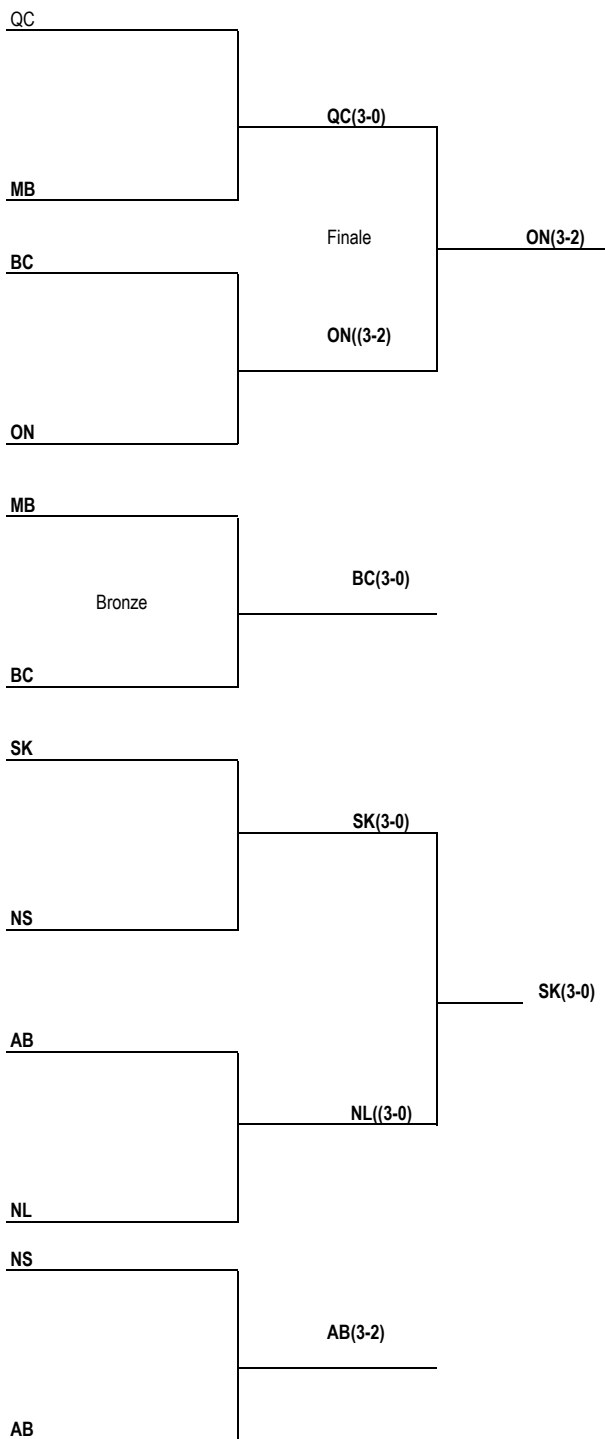 QC
QC(3-0)
MB
Finale
ON(3-2)
BC
ON((3-2)
ON
MB
BC(3-0)
Bronze
BC
SK
SK(3-0)
NS
SK(3-0)
AB
NL((3-0)
NL
NS
AB(3-2)
AB